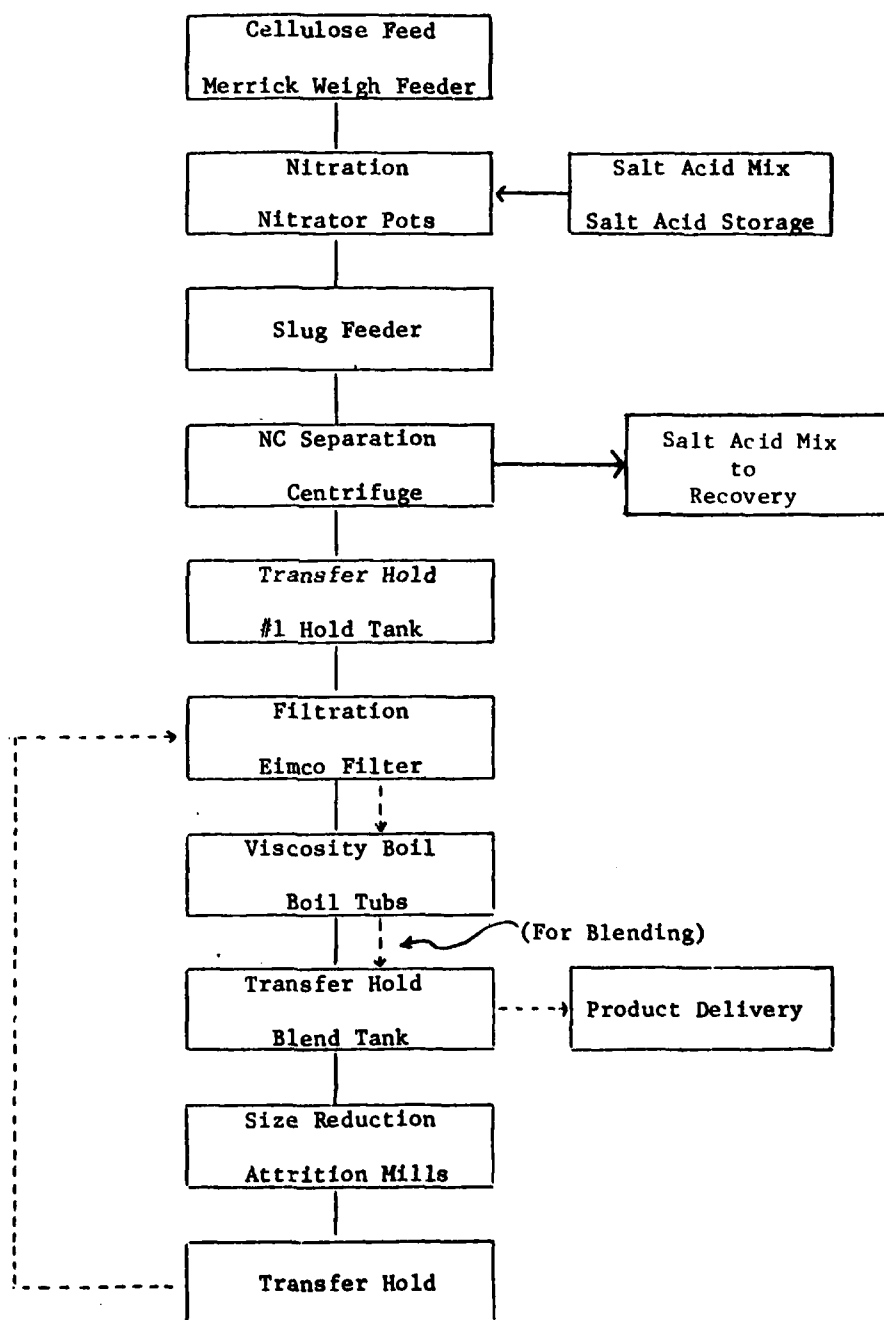 Cellulose Feed
Merrick Weigh Feeder
Nitration
Nitrator Pots
Salt Acid Mix
Salt Acid Storage
Slug Feeder
NC Separation
Centrifuge
Salt Acid Mix
to
Recovery
Transfer Hold
#1 Hold Tank
Filtration
Eimco Filter
Viscosity Boil
Boil Tubs
(For Blending)
Transfer Hold
Blend Tank
Product Delivery
Size Reduction
Attrition Mills
Transfer Hold